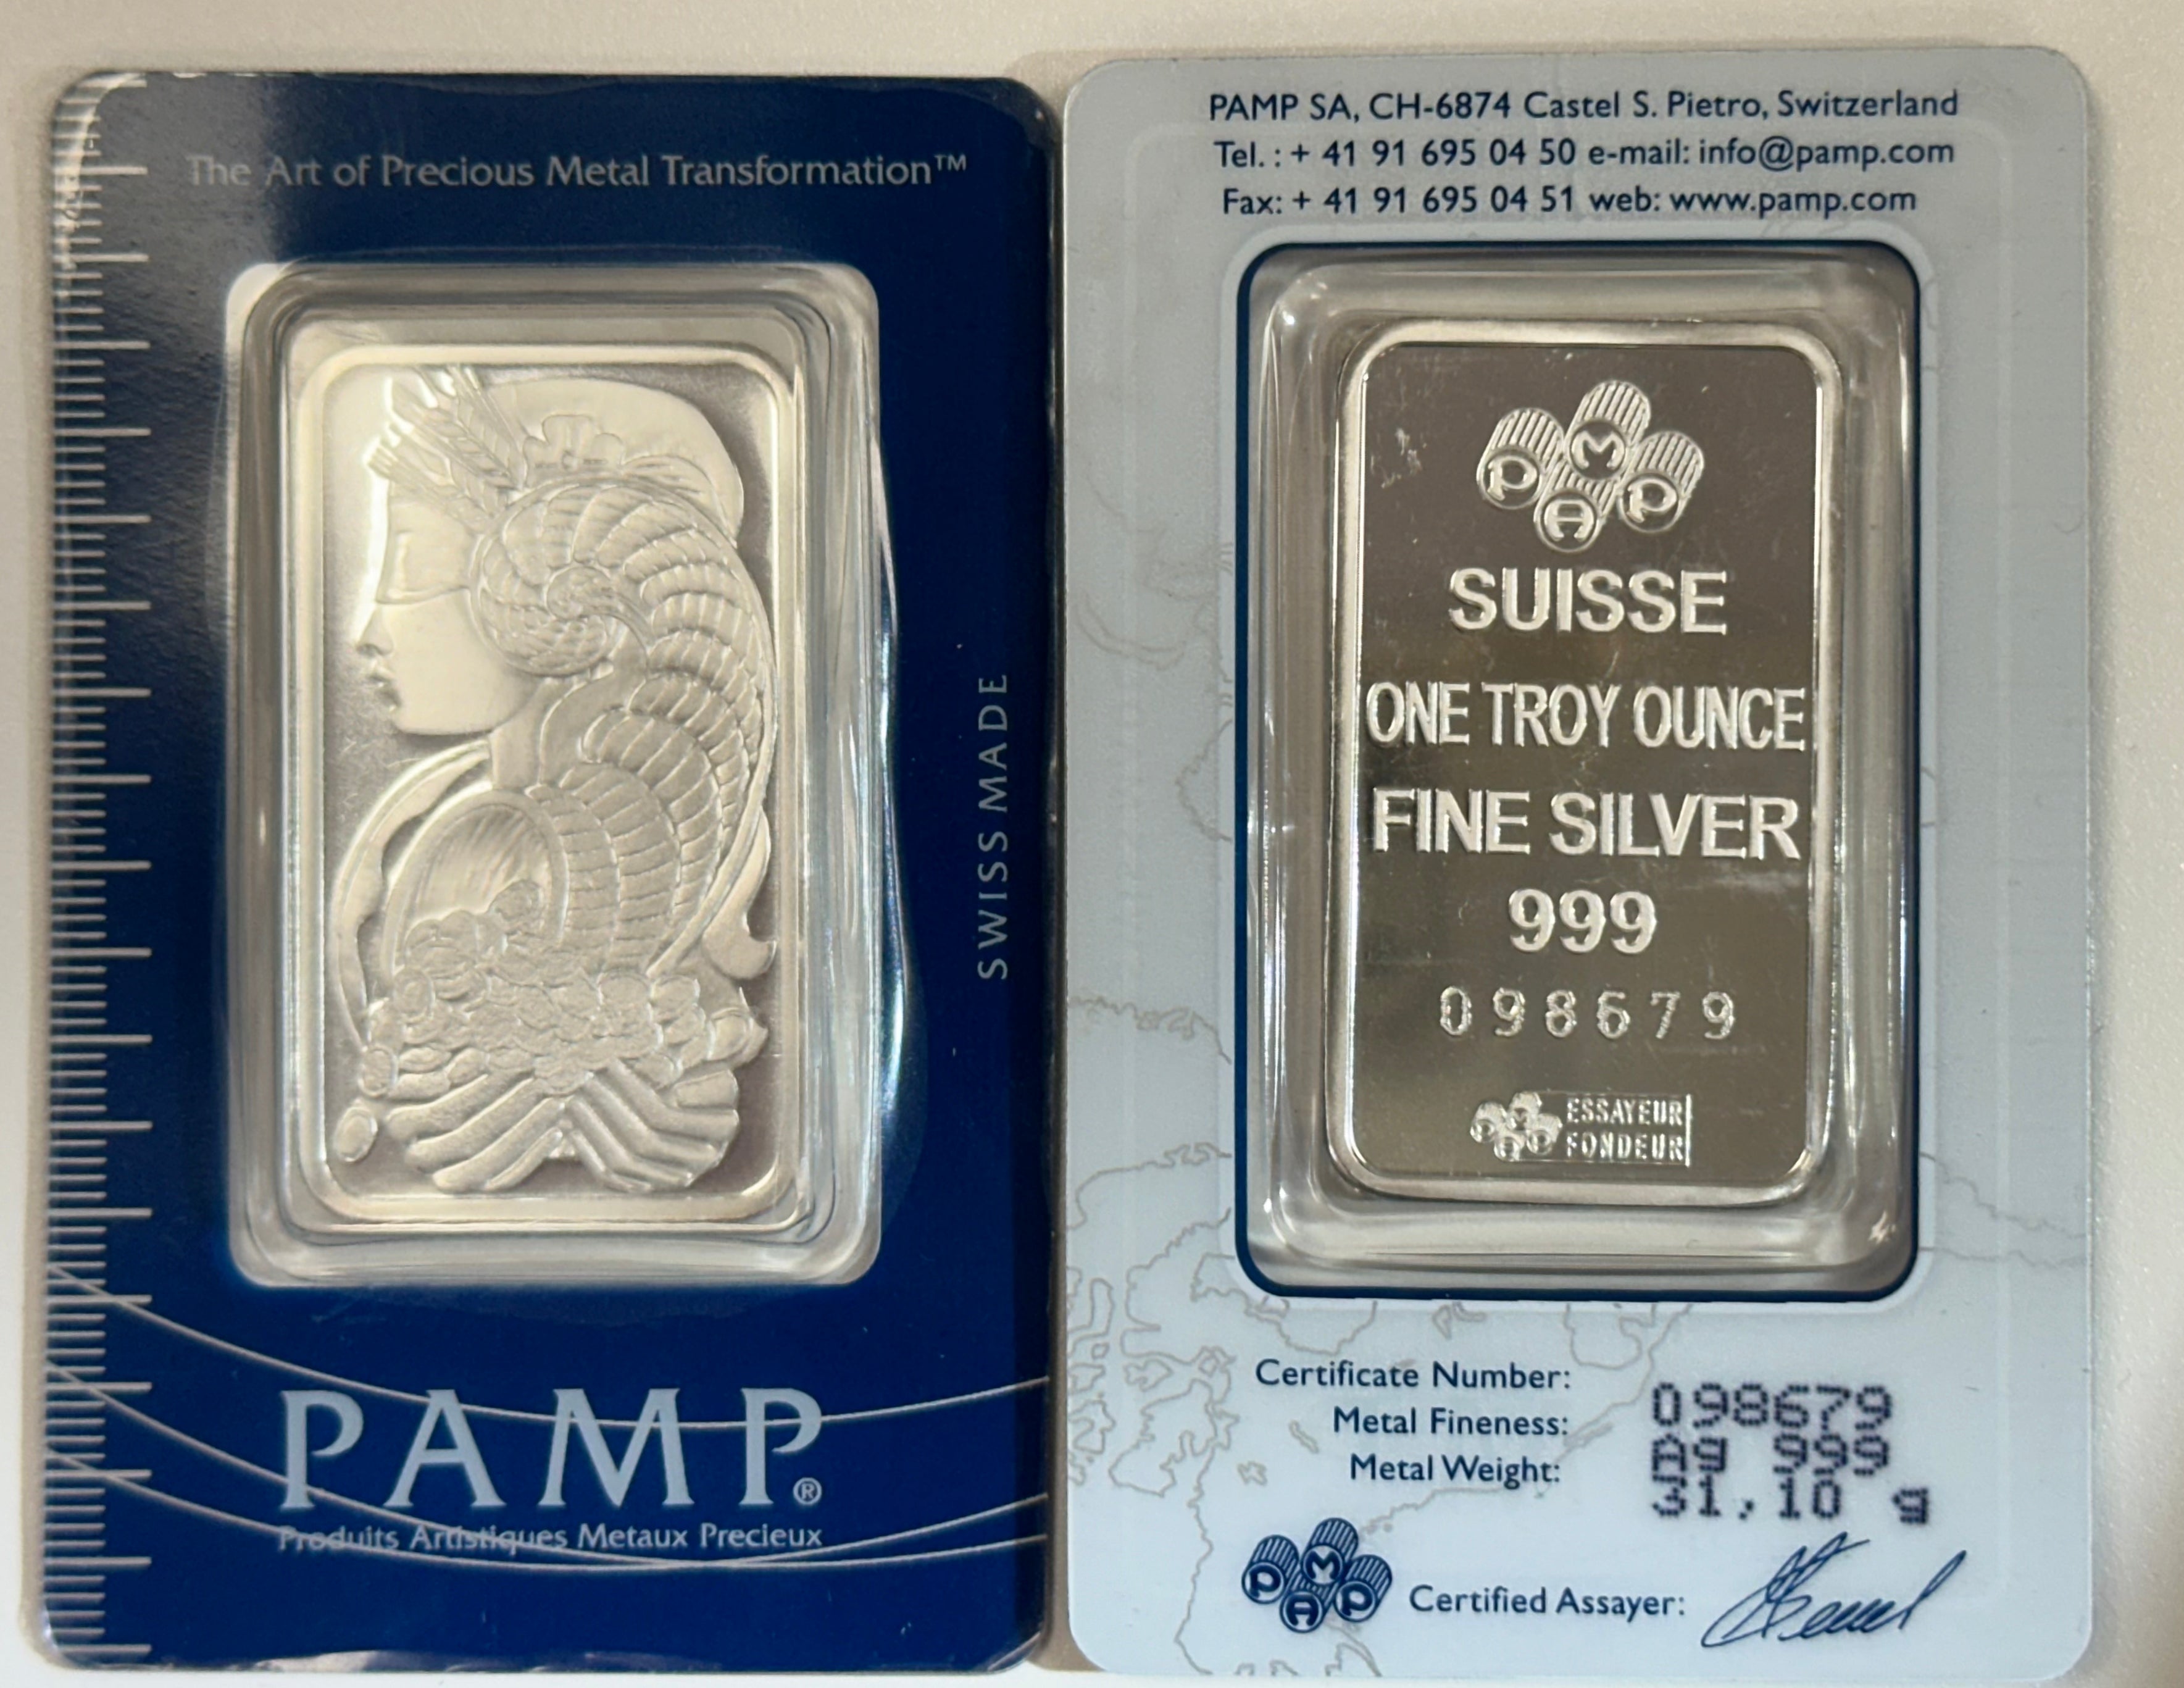 The Art of Precious Metal Transformation™
SWISS MADE
PAMP®
Produits Artistiques Metaux Precieux
PAMP SA, CH-6874 Castel S. Pietro, Switzerland
Tel. : + 41 91 695 04 50 e-mail: info@pamp.com
Fax: + 41 91 695 04 51 web: www.pamp.com
PAMP
SUISSE
ONE TROY OUNCE
FINE SILVER
999
098679
PAMP ESSAYEUR
FONDEUR
Certificate Number: 098679
Metal Fineness: Ag 999
Metal Weight: 31,10 g
PAMP Certified Assayer: